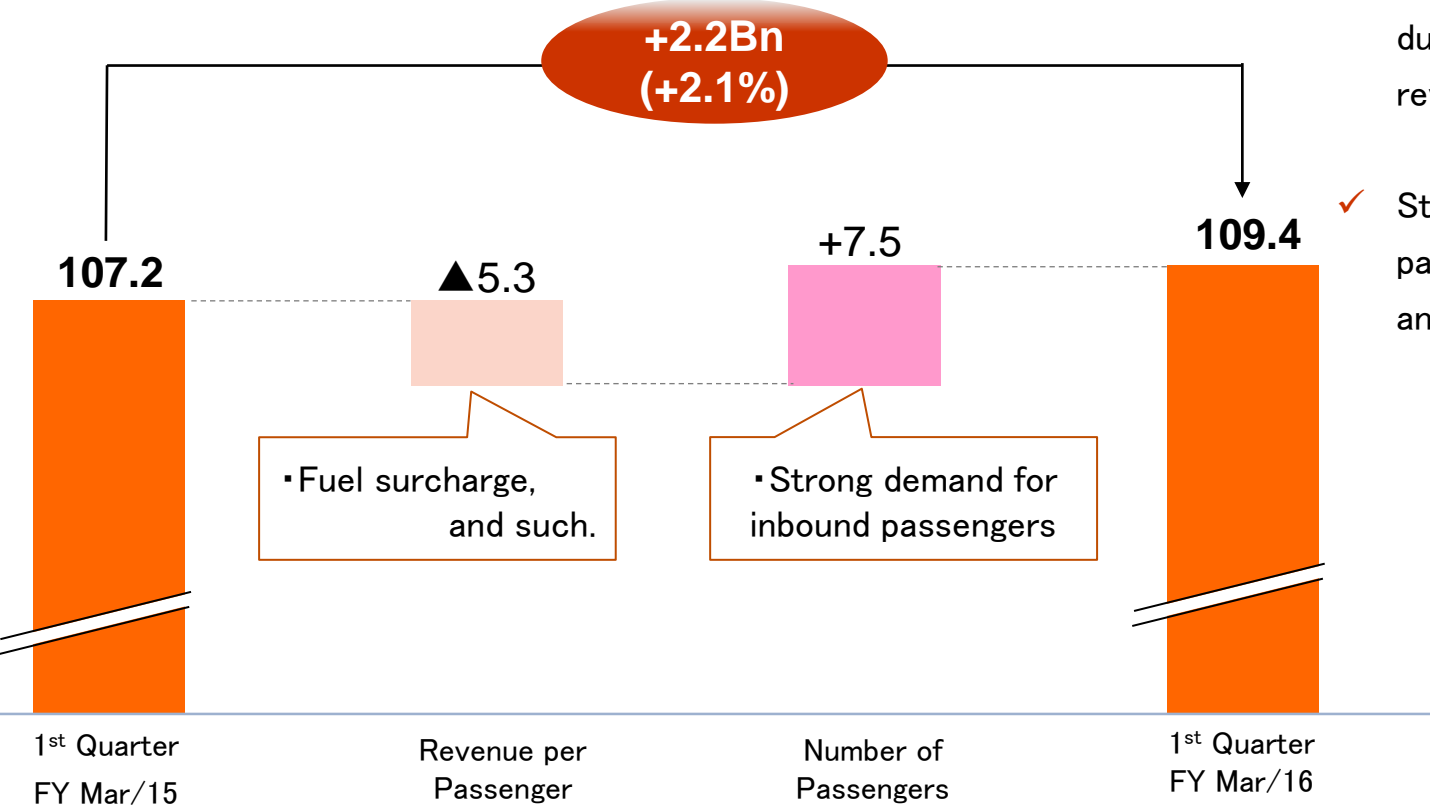 +2.2Bn
(+2.1%)
107.2
▲5.3
+7.5
109.4
・Fuel surcharge,
and such.
・Strong demand for
inbound passengers
1st Quarter
FY Mar/15
Revenue per
Passenger
Number of
Passengers
1st Quarter
FY Mar/16